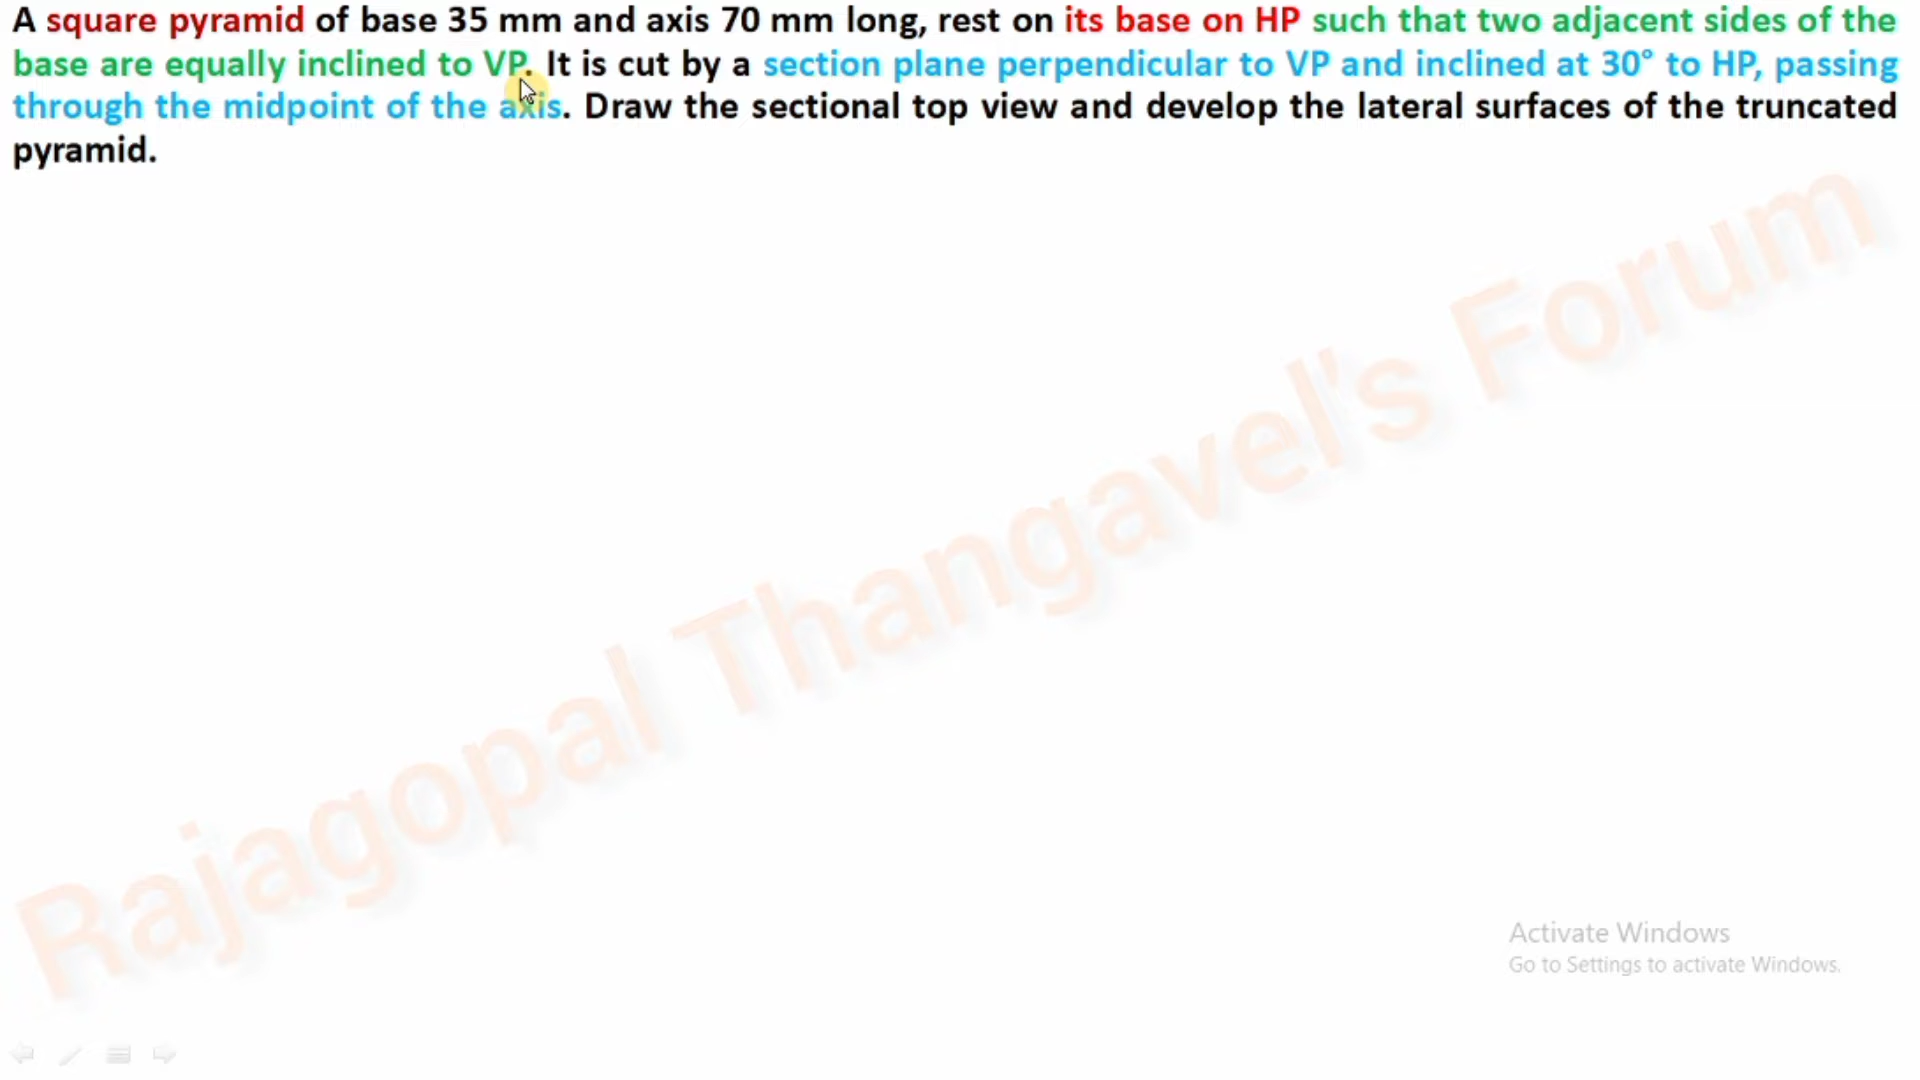 A square pyramid of base 35 mm and axis 70 mm long, rest on its base on HP such that two adjacent sides of the
base are equally inclined to VP. It is cut by a section plane perpendicular to VP and inclined at 30° to HP, passing
through the midpoint of the axis. Draw the sectional top view and develop the lateral surfaces of the truncated
pyramid.
Rajagopal Thangavel's Forum
Activate Windows
Go to Settings to activate Windows.